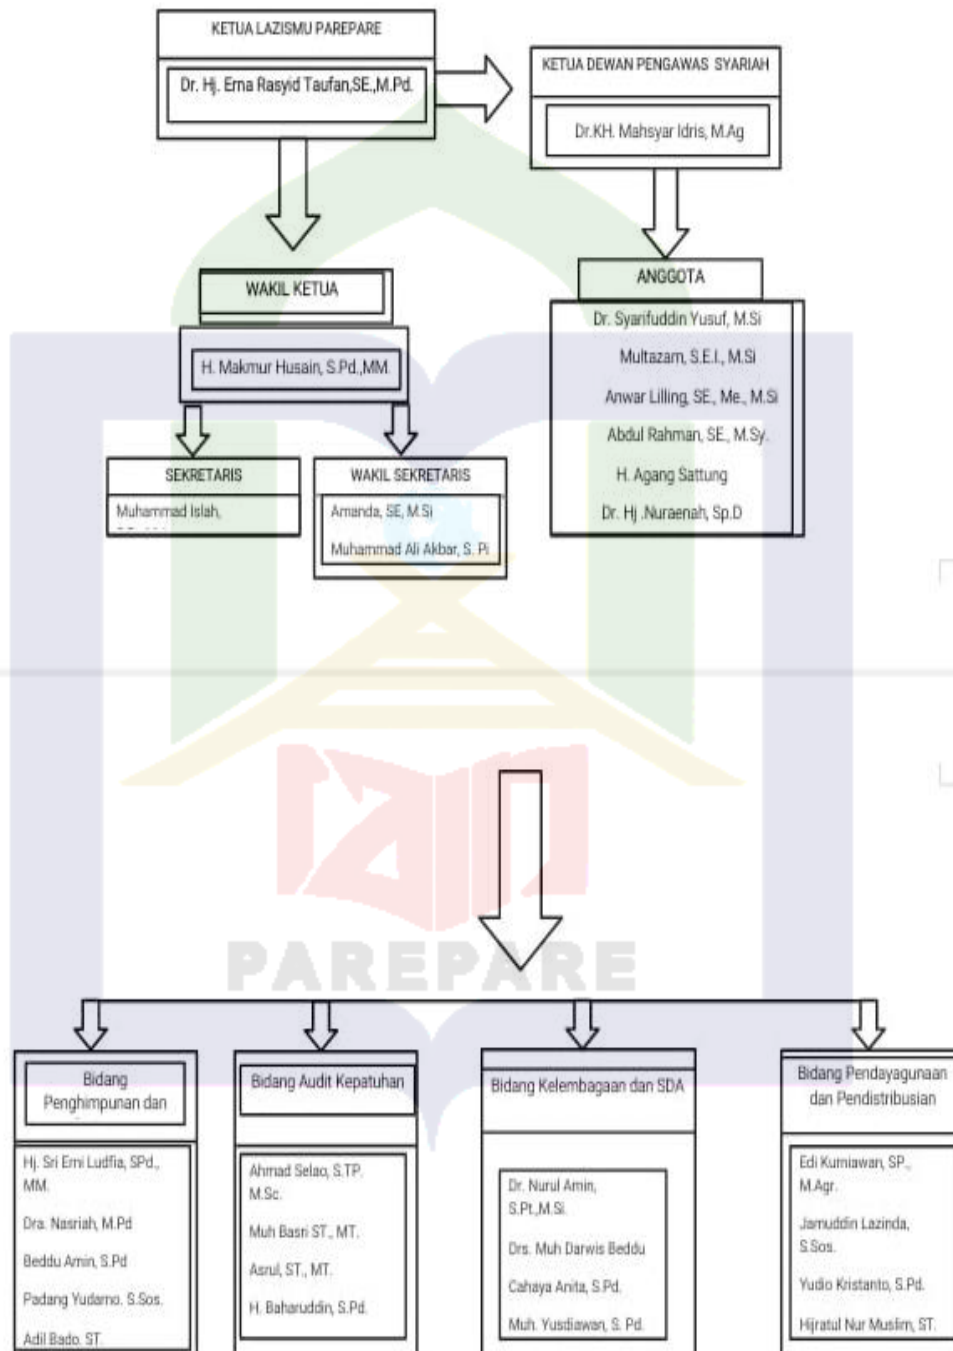 KETUA LAZISMU PAREPARE
Dr. Hj. Erna Rasyid Taufan,SE.,M.Pd.
KETUA DEWAN PENGAWAS SYARIAH
Dr.KH. Mahsyar Idris, M.Ag
WAKIL KETUA
H. Makmur Husain, S.Pd.,MM.
ANGGOTA
Dr. Syarifuddin Yusuf, M.Si
Multazam, S.E.I., M.Si
Anwar Lilling, SE., Me., M.Si
Abdul Rahman, SE., M.Sy.
H. Agang Sattung
Dr. Hj .Nuraenah, Sp.D
SEKRETARIS
Muhammad Islah,
WAKIL SEKRETARIS
Amanda, SE, M.Si
Muhammad Ali Akbar, S. Pi
PAREPARE
Bidang
Penghimpunan dan
Hj. Sri Erni Ludfia, SPd.,
MM.
Dra. Nasriah, M.Pd
Beddu Amin, S.Pd
Padang Yudarno. S.Sos.
Adil Bado. ST.
Bidang Audit Kepatuhan
Ahmad Selao, S.TP.
M.Sc.
Muh Basri ST., MT.
Asrul, ST., MT.
H. Baharuddin, S.Pd.
Bidang Kelembagaan dan SDA
Dr. Nurul Amin,
S.Pt.,M.Si.
Drs. Muh Darwis Beddu
Cahaya Anita, S.Pd.
Muh. Yusdiawan, S. Pd.
Bidang Pendayagunaan
dan Pendistribusian
Edi Kurniawan, SP.,
M.Agr.
Jamuddin Lazinda,
S.Sos.
Yudio Kristanto, S.Pd.
Hijratul Nur Muslim, ST.